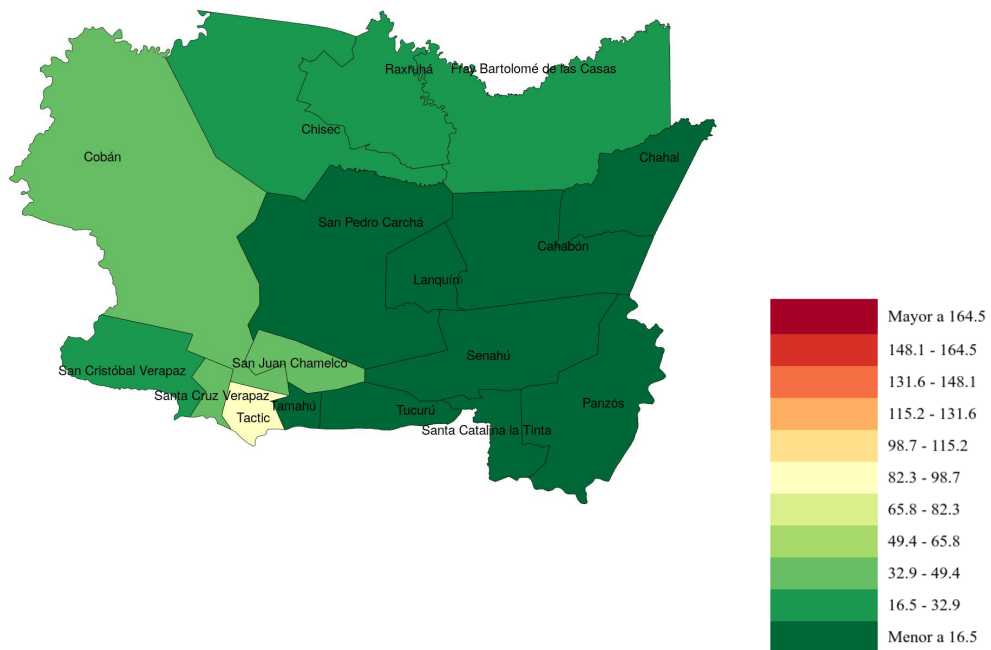 Raxruhá
Fray Bartolomé de las Casas
Chisec
Cobán
Chahal
San Pedro Carchá
Cahabón
Lanquín
Senahú
San Juan Chamelco
San Cristóbal Verapaz
Santa Cruz Verapaz
Tactic
Tamahú
Tucurú
Panzós
Santa Catalina la Tinta
Mayor a 164.5
148.1 - 164.5
131.6 - 148.1
115.2 - 131.6
98.7 - 115.2
82.3 - 98.7
65.8 - 82.3
49.4 - 65.8
32.9 - 49.4
16.5 - 32.9
Menor a 16.5